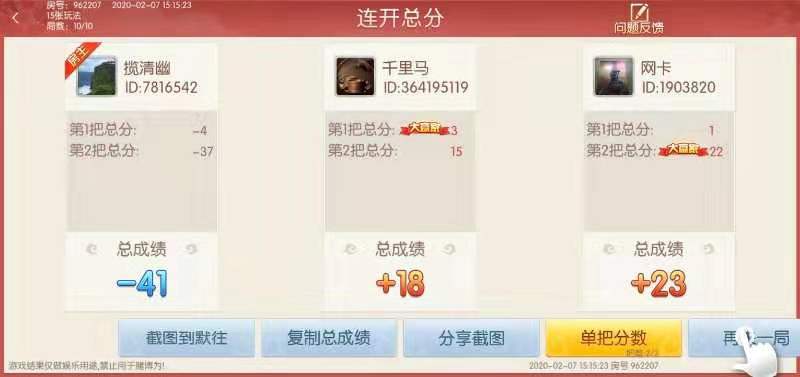 房号: 962207 2020-02-07 15:15:23
15张玩法
局数: 10/10
连开总分
问题反馈
房主
揽清幽
ID:7816542
第1把总分: -4
第2把总分: -37
总成绩
-41
千里马
ID:364195119
第1把总分: 大赢家 3
第2把总分: 15
总成绩
+18
网卡
ID:1903820
第1把总分: 1
第2把总分: 大赢家 22
总成绩
+23
截图到默往
复制总成绩
分享截图
单把分数
再 一局
游戏结果仅做娱乐用途,禁止用于赌博为!
2020-02-07 15:15:23 房号 962207